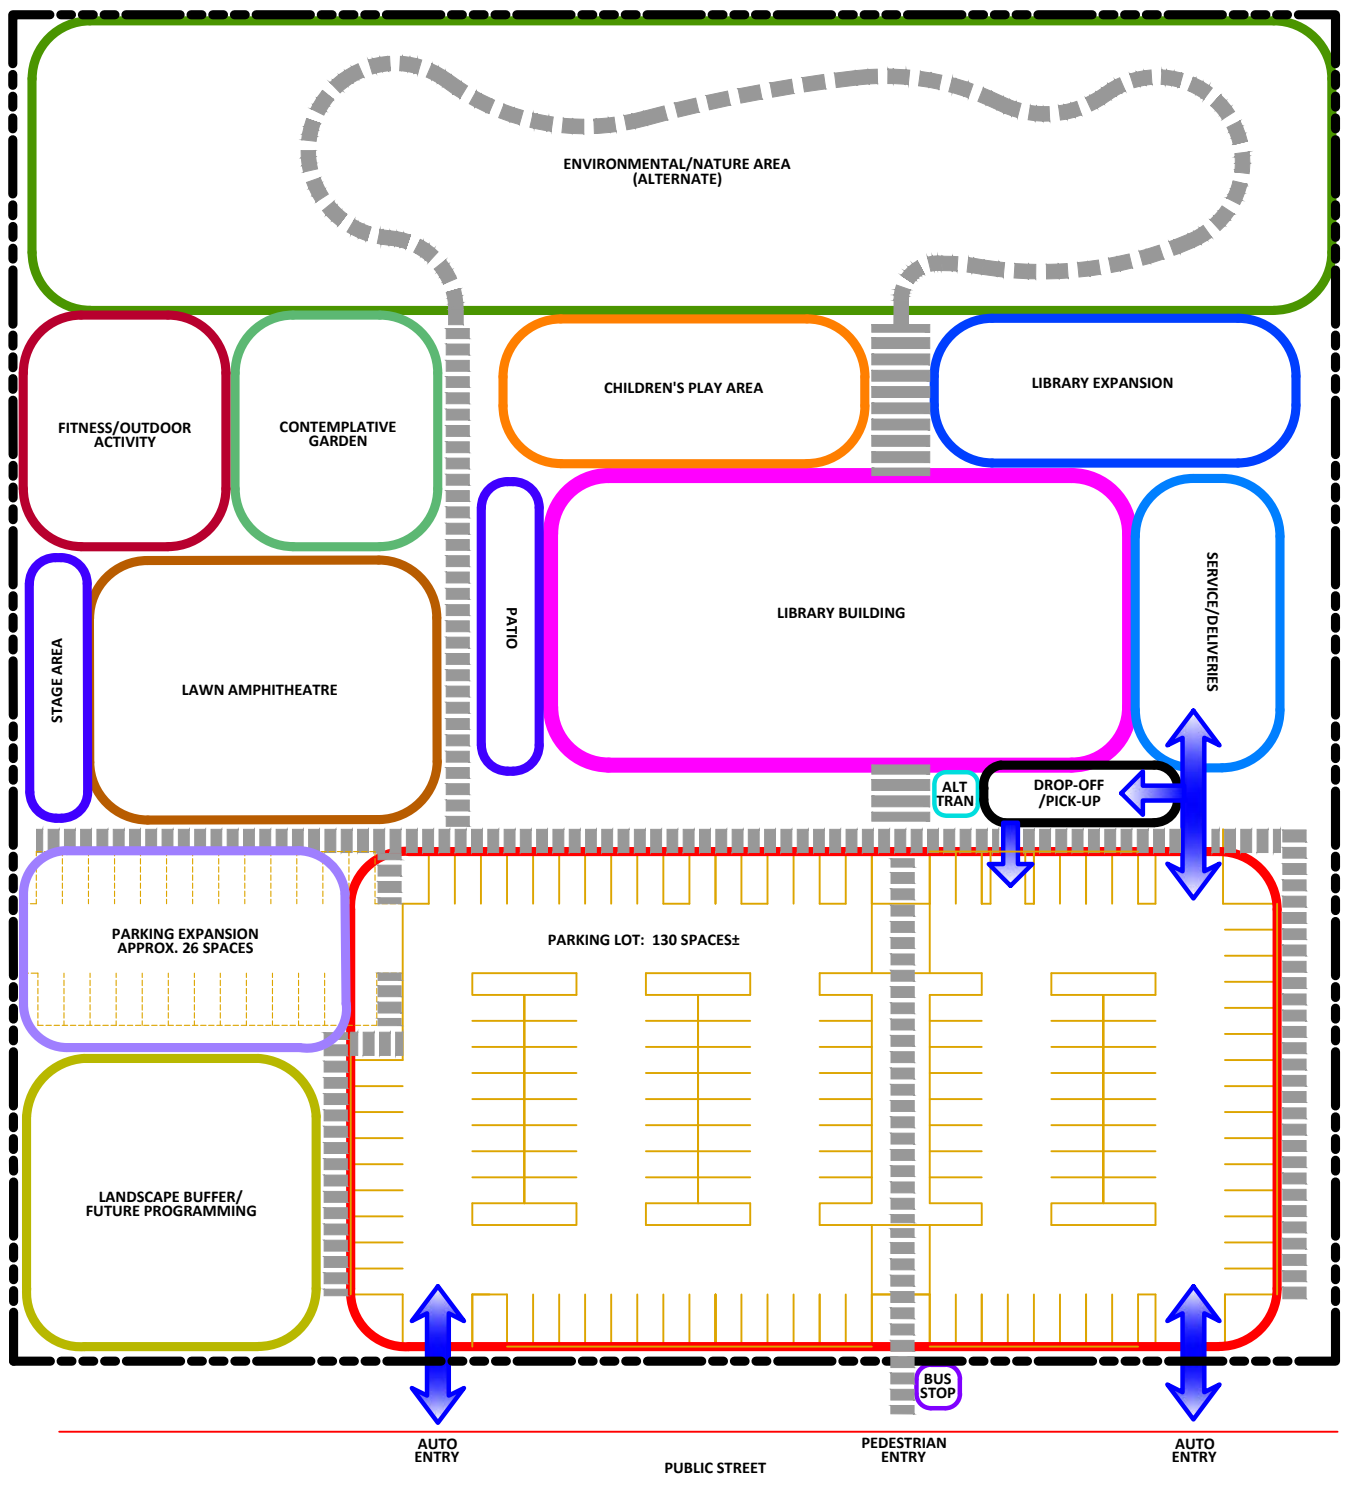 ENVIRONMENTAL/NATURE AREA
(ALTERNATE)
CHILDREN'S PLAY AREA
LIBRARY EXPANSION
FITNESS/OUTDOOR
ACTIVITY
CONTEMPLATIVE
GARDEN
STAGE AREA
LAWN AMPHITHEATRE
PATIO
LIBRARY BUILDING
SERVICE/DELIVERIES
ALT
TRAN
DROP-OFF
/PICK-UP
PARKING EXPANSION
APPROX. 26 SPACES
PARKING LOT:  130 SPACES±
LANDSCAPE BUFFER/
FUTURE PROGRAMMING
BUS
STOP
AUTO
ENTRY
PEDESTRIAN
ENTRY
AUTO
ENTRY
PUBLIC STREET